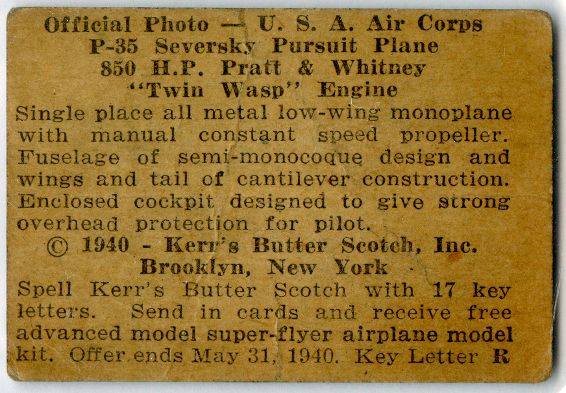 Official Photo — U. S. A. Air Corps
P-35 Seversky Pursuit Plane
850 H.P. Pratt & Whitney
"Twin Wasp" Engine
Single place all metal low-wing monoplane
with manual constant speed propeller.
Fuselage of semi-monocoque design and
wings and tail of cantilever construction.
Enclosed cockpit designed to give strong
overhead protection for pilot.
© 1940 - Kerr's Butter Scotch, Inc.
Brooklyn, New York
Spell Kerr's Butter Scotch with 17 key
letters. Send in cards and receive free
advanced model super-flyer airplane model
kit. Offer ends May 31, 1940. Key Letter R